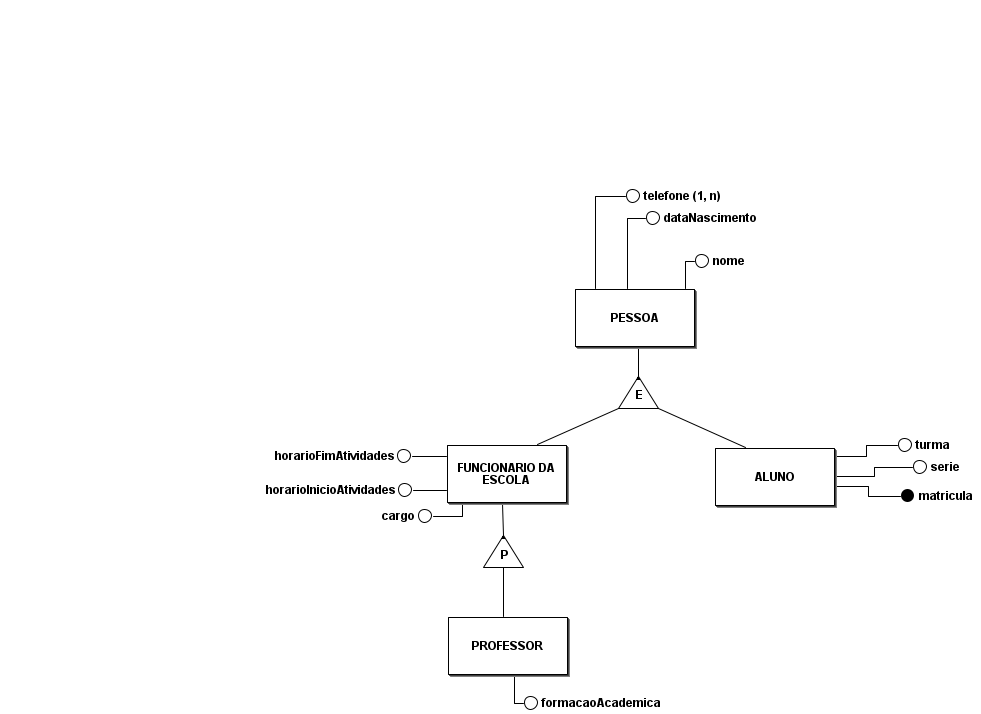 telefone (1, n)
dataNascimento
nome
PESSOA
E
horarioFimAtividades
horarioInicioAtividades
cargo
FUNCIONARIO DA
ESCOLA
ALUNO
turma
serie
matricula
P
PROFESSOR
formacaoAcademica